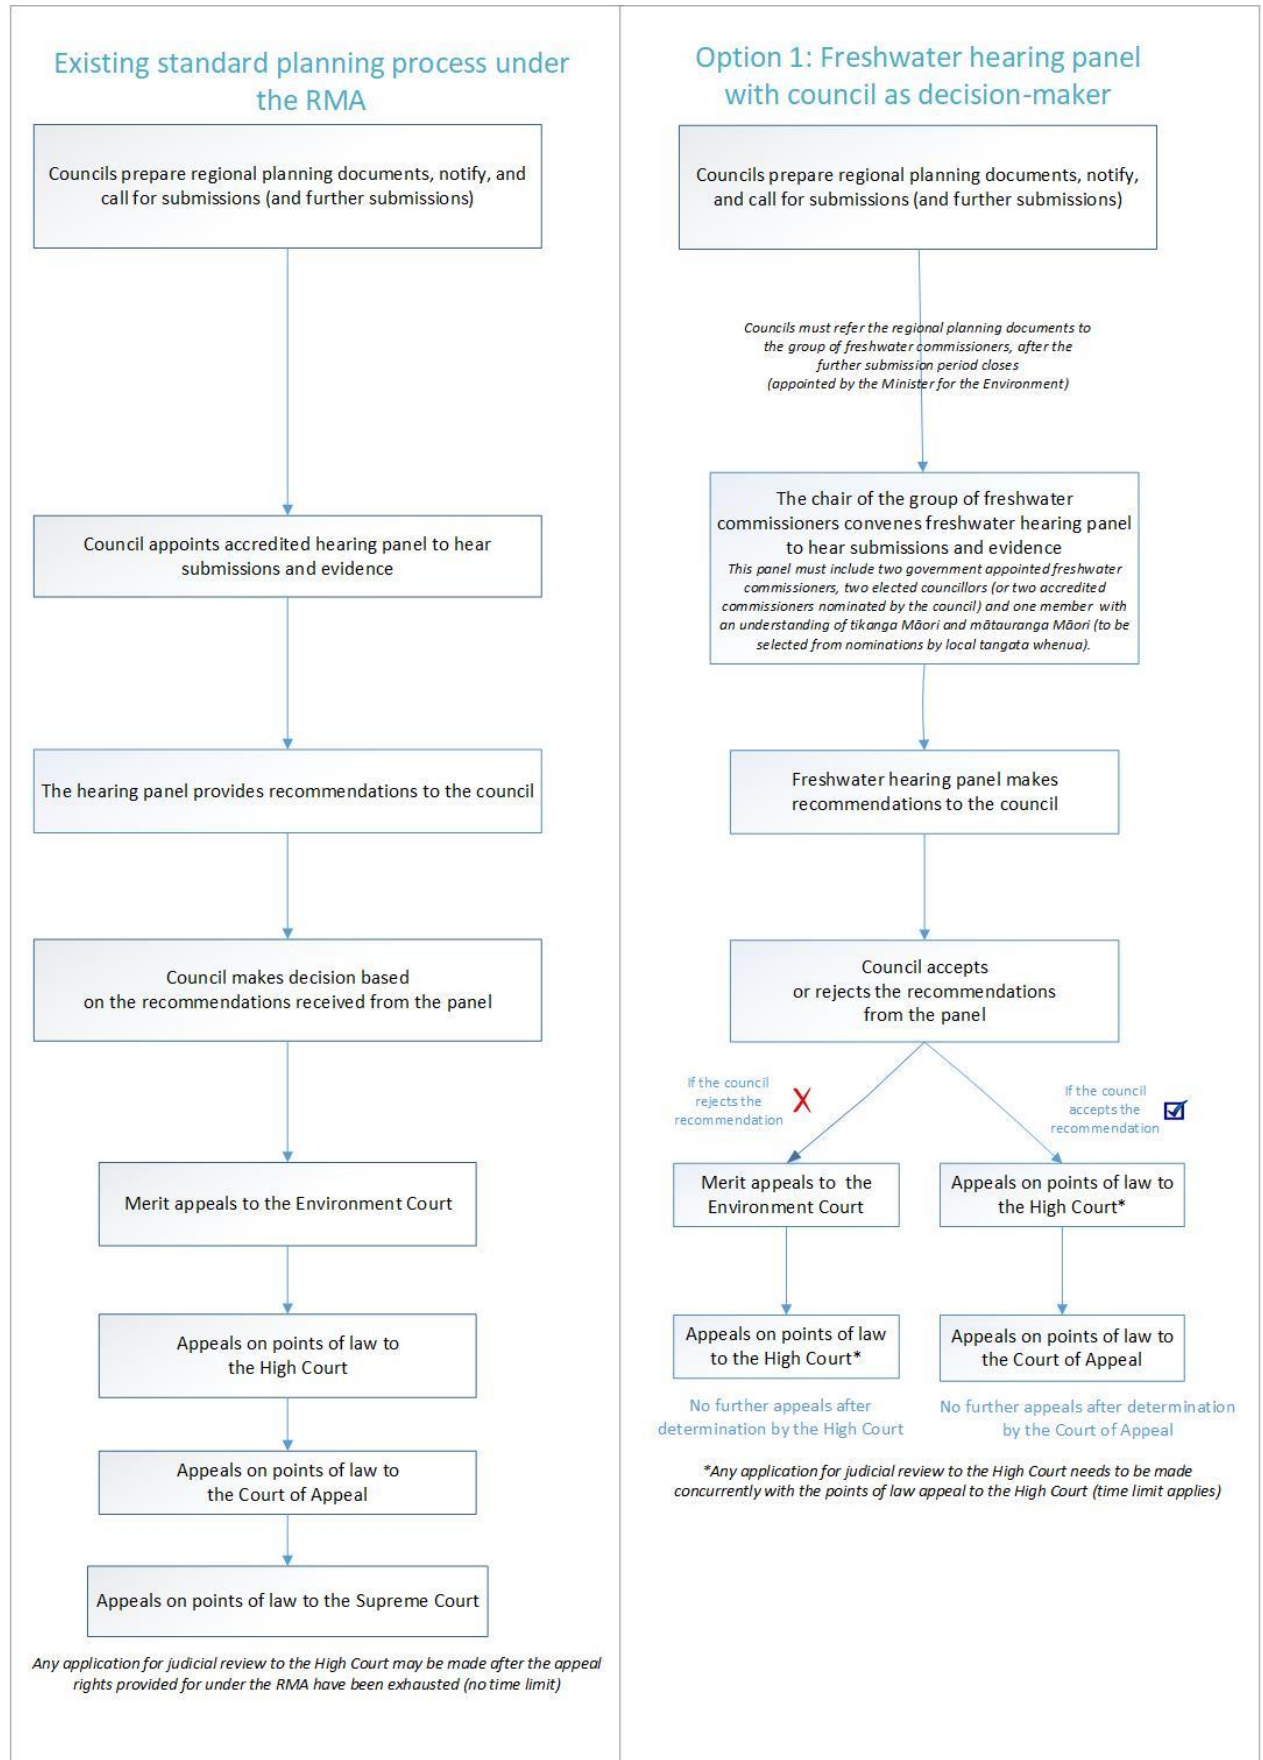 Existing standard planning process under
the RMA
Councils prepare regional planning documents, notify, and
call for submissions (and further submissions)
Council appoints accredited hearing panel to hear
submissions and evidence
The hearing panel provides recommendations to the council
Council makes decision based
on the recommendations received from the panel
Merit appeals to the Environment Court
Appeals on points of law to
the High Court
Appeals on points of law to
the Court of Appeal
Appeals on points of law to the Supreme Court
Any application for judicial review to the High Court may be made after the appeal
rights provided for under the RMA have been exhausted (no time limit)
Option 1: Freshwater hearing panel
with council as decision-maker
Councils prepare regional planning documents, notify,
and call for submissions (and further submissions)
Councils must refer the regional planning documents to
the group of freshwater commissioners, after the
further submission period closes
(appointed by the Minister for the Environment)
The chair of the group of freshwater
commissioners convenes freshwater hearing panel
to hear submissions and evidence
This panel must include two government appointed freshwater
commissioners, two elected councillors (or two accredited
commissioners nominated by the council) and one member with
an understanding of tikanga Māori and mātauranga Māori (to be
selected from nominations by local tangata whenua).
Freshwater hearing panel makes
recommendations to the council
Council accepts
or rejects the recommendations
from the panel
If the council
rejects the
recommendation
If the council
accepts the
recommendation
Merit appeals to the
Environment Court
Appeals on points of law to
the High Court*
Appeals on points of law
to the High Court*
Appeals on points of law to
the Court of Appeal
No further appeals after
determination by the High Court
No further appeals after determination
by the Court of Appeal
*Any application for judicial review to the High Court needs to be made
concurrently with the points of law appeal to the High Court (time limit applies)